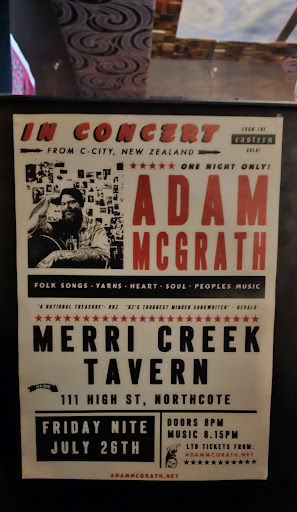 IN CONCERT
FROM C-CITY, NEW ZEALAND
FROM THE
eastern
GOLD!
ONE NIGHT ONLY!
ADAM
MCGRATH
FOLK SONGS · YARNS · HEART · SOUL · PEOPLES MUSIC
"A NATIONAL TREASURE"- RNZ "NZ'S TOUGHEST MINDED SONGWRITER" - HERALD
MERRI CREEK
TAVERN
111 HIGH ST, NORTHCOTE
FRIDAY NITE
JULY 26TH
DOORS 8PM
MUSIC 8.15PM
LTD TICKETS FROM:
ADAMMCGRATH.NET
ADAMMCGRATH.NET